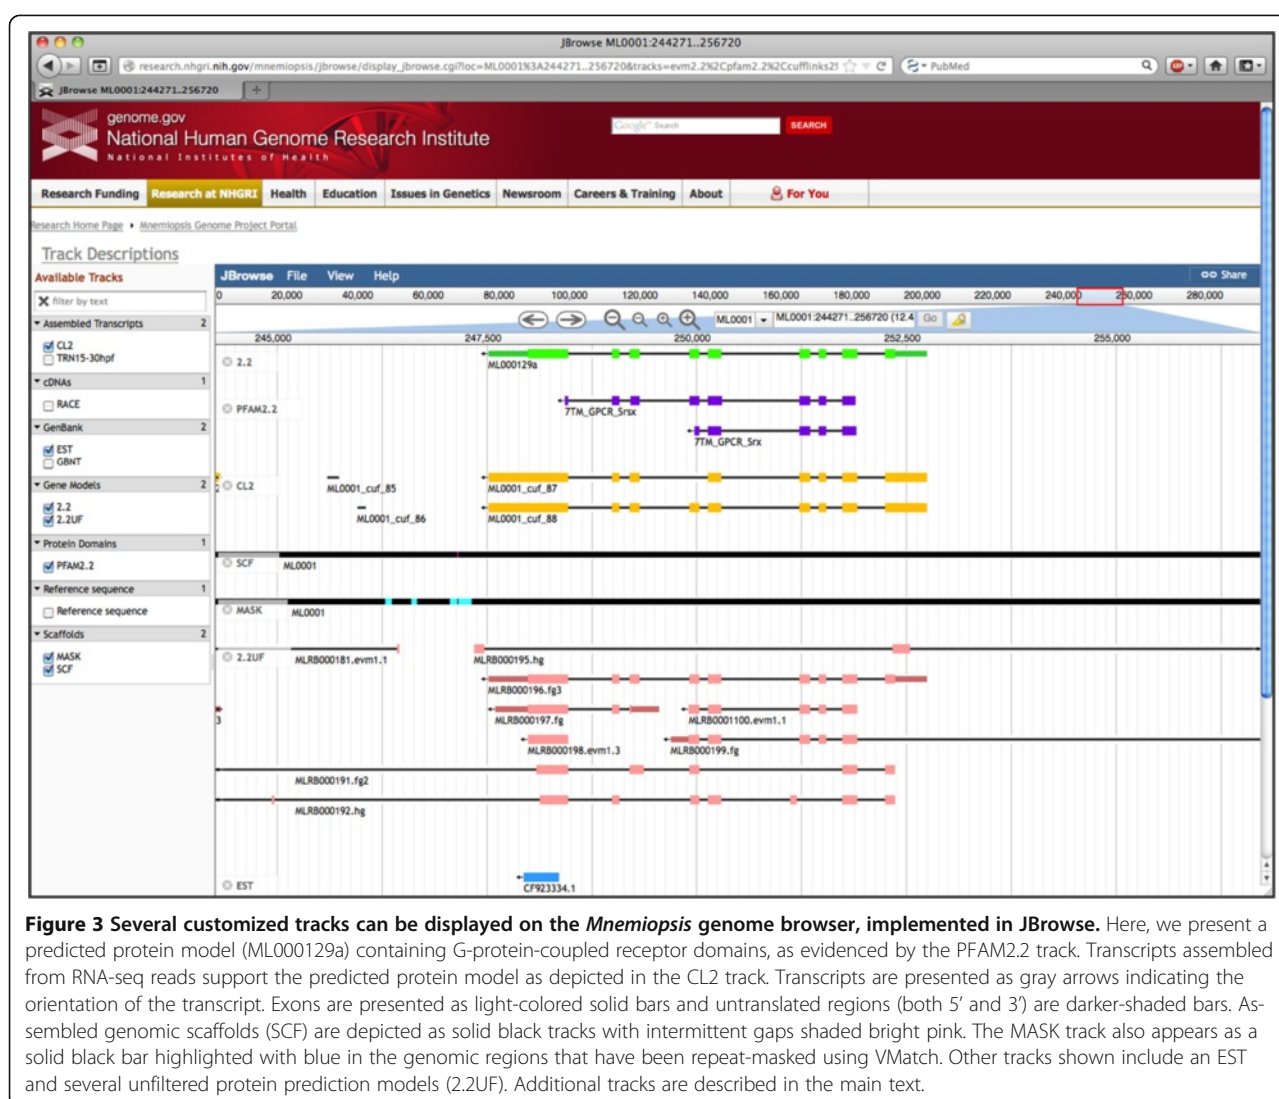 JBrowse ML0001:244271..256720
research.nhgri.nih.gov/mnemiopsis/jbrowse/display_jbrowse.cgi?loc=ML0001%3A244271..256720&tracks=evm2.2%2Cpfam2.2%2Ccufflinks2
PubMed
JBrowse ML0001:244271..256720
genome.gov
National Human Genome Research Institute
National Institutes of Health
Google Search
SEARCH
Research Funding Research at NHGRI Health Education Issues in Genetics Newsroom Careers & Training About For You
Research Home Page Mnemiopsis Genome Project Portal
Track Descriptions
Available Tracks
filter by text
Assembled Transcripts 2
CL2
TRN15-30hpf
cDNAs 1
RACE
GenBank 2
EST
GBNT
Gene Models 2
2.2
2.2UF
Protein Domains 1
PFAM2.2
Reference sequence 1
Reference sequence
Scaffolds 2
MASK
SCF
JBrowse File View Help Share
0 20,000 40,000 60,000 80,000 100,000 120,000 140,000 160,000 180,000 200,000 220,000 240,000 260,000 280,000
ML0001 ML0001:244271..256720 (12.4 Go
245,000 247,500 250,000 252,500 255,000
2.2
ML000129a
PFAM2.2
7TM_GPCR_Srsx
7TM_GPCR_Srx
CL2
ML0001_cuf_85 ML0001_cuf_87
ML0001_cuf_86 ML0001_cuf_88
SCF ML0001
MASK ML0001
2.2UF MLRB000181.evm1.1 MLRB000195.hg
MLRB000196.fg3
3 MLRB000197.fg MLRB0001100.evm1.1
MLRB000198.evm1.3 MLRB000199.fg
MLRB000191.fg2
MLRB000192.hg
EST CF923334.1
Figure 3 Several customized tracks can be displayed on the Mnemiopsis genome browser, implemented in JBrowse. Here, we present a
predicted protein model (ML000129a) containing G-protein-coupled receptor domains, as evidenced by the PFAM2.2 track. Transcripts assembled
from RNA-seq reads support the predicted protein model as depicted in the CL2 track. Transcripts are presented as gray arrows indicating the
orientation of the transcript. Exons are presented as light-colored solid bars and untranslated regions (both 5′ and 3′) are darker-shaded bars. As-
sembled genomic scaffolds (SCF) are depicted as solid black tracks with intermittent gaps shaded bright pink. The MASK track also appears as a
solid black bar highlighted with blue in the genomic regions that have been repeat-masked using VMatch. Other tracks shown include an EST
and several unfiltered protein prediction models (2.2UF). Additional tracks are described in the main text.